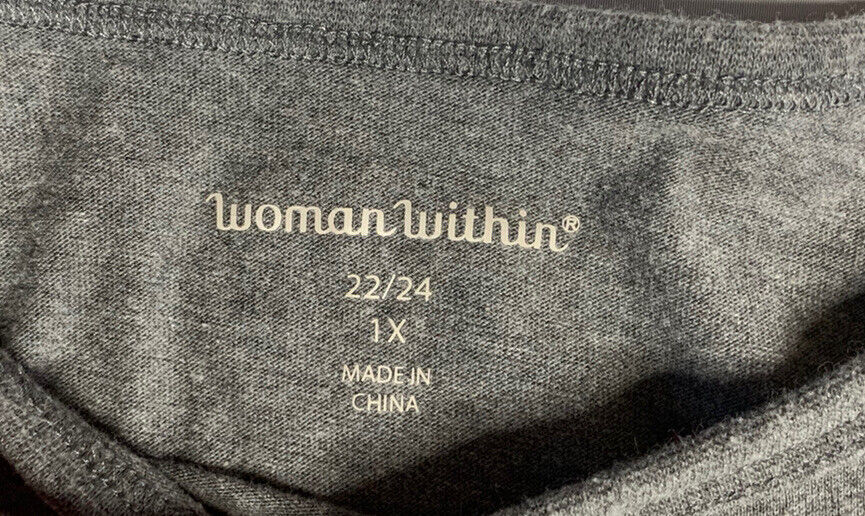 woman within®
22/24
1X
MADE IN
CHINA